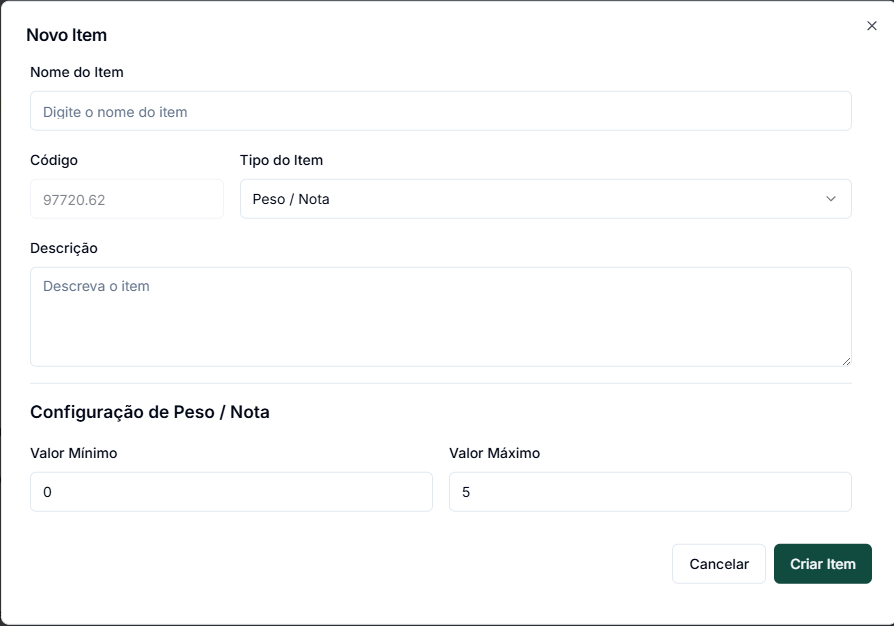 Novo Item
Nome do Item
Digite o nome do item
Código Tipo do Item
97720.62 Peso / Nota
Descrição
Descreva o item
Configuração de Peso / Nota
Valor Mínimo Valor Máximo
0 5
Cancelar Criar Item